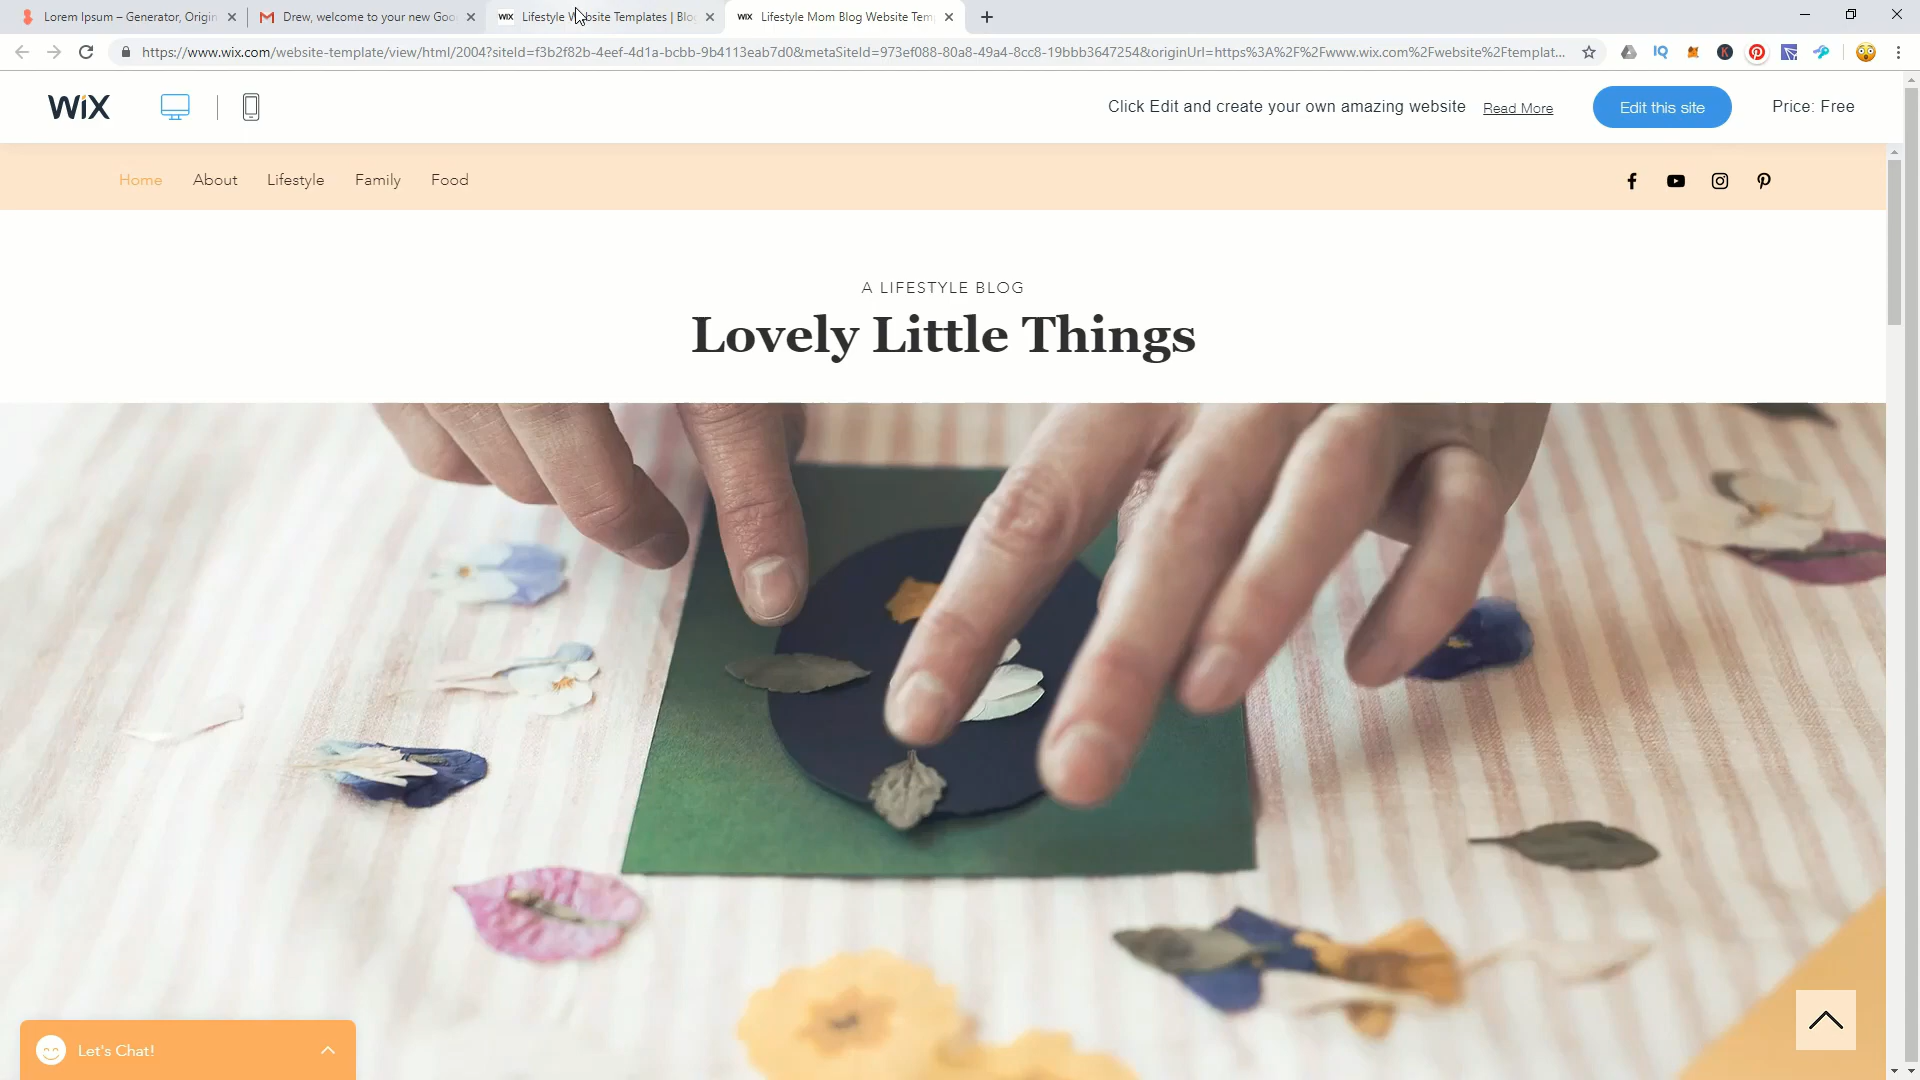 Lorem Ipsum – Generator, Origin
Drew, welcome to your new Goo
WIX Lifestyle Website Templates | Blo
WIX Lifestyle Mom Blog Website Tem
https://www.wix.com/website-template/view/html/2004?siteId=f3b2f82b-4eef-4d1a-bcbb-9b4113eab7d0&metaSiteId=973ef088-80a8-49a4-8cc8-19bbb3647254&originUrl=https%3A%2F%2Fwww.wix.com%2Fwebsite%2Ftemplat...
WiX
Click Edit and create your own amazing website Read More
Edit this site
Price: Free
Home About Lifestyle Family Food
A LIFESTYLE BLOG
Lovely Little Things
Let's Chat!